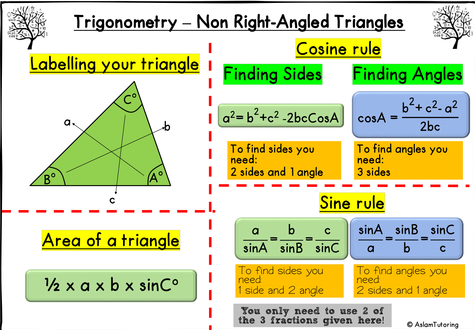 Trigonometry – Non Right-Angled Triangles
Labelling your triangle
C°
a
b
B°
A°
c
Area of a triangle
½ x a x b x sinC°
Cosine rule
Finding Sides
a²= b²+c² -2bcCosA
To find sides you
need:
2 sides and 1 angle
Finding Angles
cosA = b²+ c²- a²
2bc
To find angles you
need:
3 sides
Sine rule
a/sinA = b/sinB = c/sinC
To find sides you
need
1 side and 2 angle
sinA/a = sinB/b = sinC/c
To find angles you
need
2 sides and 1 angle
You only need to use 2 of
the 3 fractions given here!
© AslamTutoring